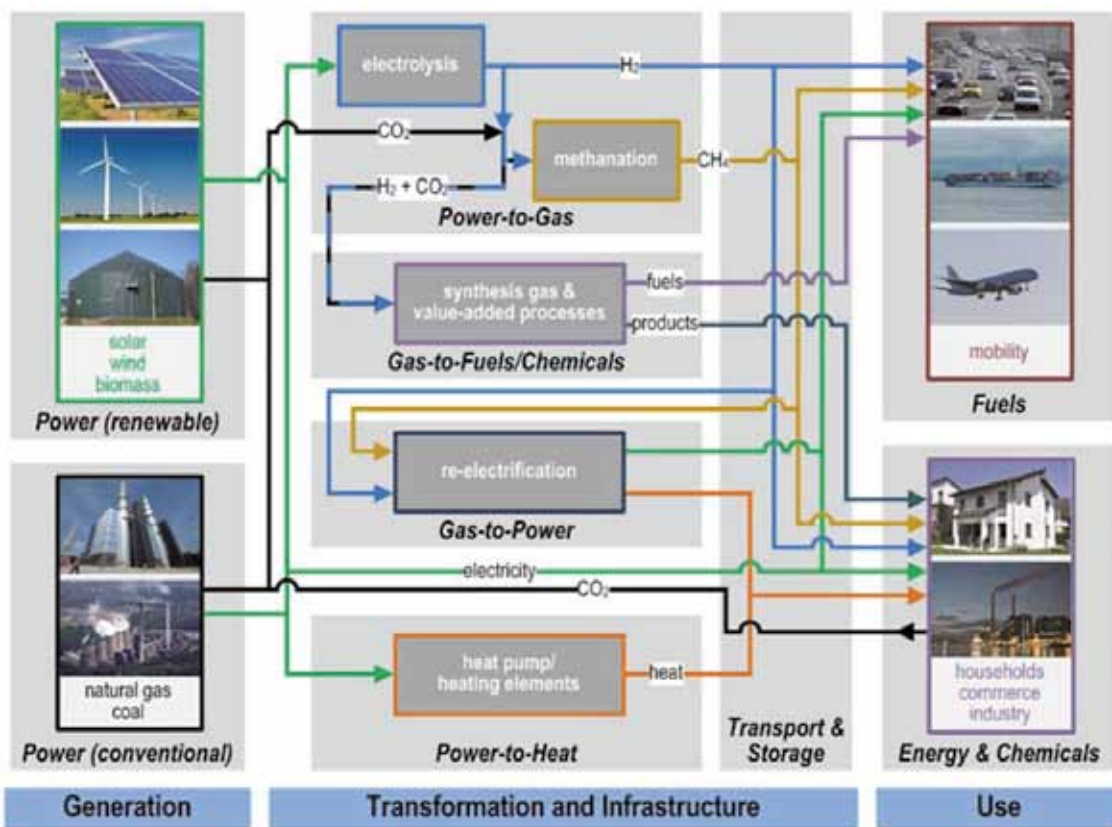 electrolysis
H₂
CO₂
methanation
CH₄
H₂ + CO₂
Power-to-Gas
solar
wind
biomass
Power (renewable)
synthesis gas &
value-added processes
fuels
products
Gas-to-Fuels/Chemicals
mobility
Fuels
re-electrification
Gas-to-Power
electricity
CO₂
natural gas
coal
Power (conventional)
heat pump/
heating elements
heat
Power-to-Heat
Transport &
Storage
households
commerce
industry
Energy & Chemicals
Generation
Transformation and Infrastructure
Use